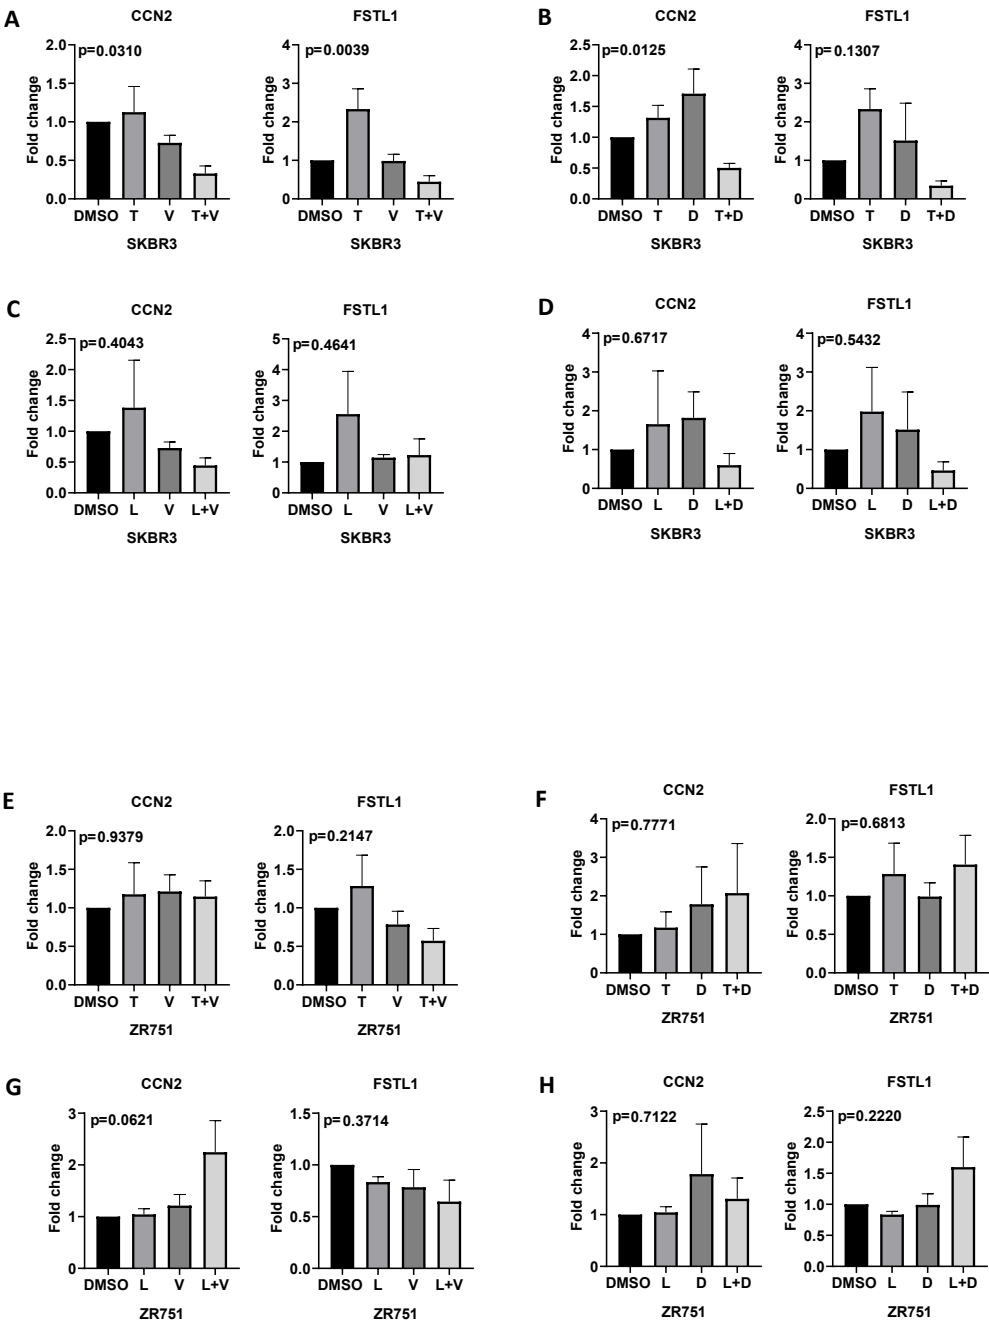 A
CCN2
p=0.0310
Fold change
2.0
1.5
1.0
0.5
0.0
DMSO T V T+V
SKBR3
FSTL1
p=0.0039
Fold change
4
3
2
1
0
DMSO T V T+V
SKBR3
B
CCN2
p=0.0125
Fold change
2.5
2.0
1.5
1.0
0.5
0.0
DMSO T D T+D
SKBR3
FSTL1
p=0.1307
Fold change
4
3
2
1
0
DMSO T D T+D
SKBR3
C
CCN2
p=0.4043
Fold change
2.5
2.0
1.5
1.0
0.5
0.0
DMSO L V L+V
SKBR3
FSTL1
p=0.4641
Fold change
5
4
3
2
1
0
DMSO L V L+V
SKBR3
D
CCN2
p=0.6717
Fold change
4
3
2
1
0
DMSO L D L+D
SKBR3
FSTL1
p=0.5432
Fold change
4
3
2
1
0
DMSO L D L+D
SKBR3
E
CCN2
p=0.9379
Fold change
2.0
1.5
1.0
0.5
0.0
DMSO T V T+V
ZR751
FSTL1
p=0.2147
Fold change
2.0
1.5
1.0
0.5
0.0
DMSO T V T+V
ZR751
F
CCN2
p=0.7771
Fold change
4
3
2
1
0
DMSO T D T+D
ZR751
FSTL1
p=0.6813
Fold change
2.0
1.5
1.0
0.5
0.0
DMSO T D T+D
ZR751
G
CCN2
p=0.0621
Fold change
3
2
1
0
DMSO L V L+V
ZR751
FSTL1
p=0.3714
Fold change
1.5
1.0
0.5
0.0
DMSO L V L+V
ZR751
H
CCN2
p=0.7122
Fold change
3
2
1
0
DMSO L D L+D
ZR751
FSTL1
p=0.2220
Fold change
2.5
2.0
1.5
1.0
0.5
0.0
DMSO L D L+D
ZR751